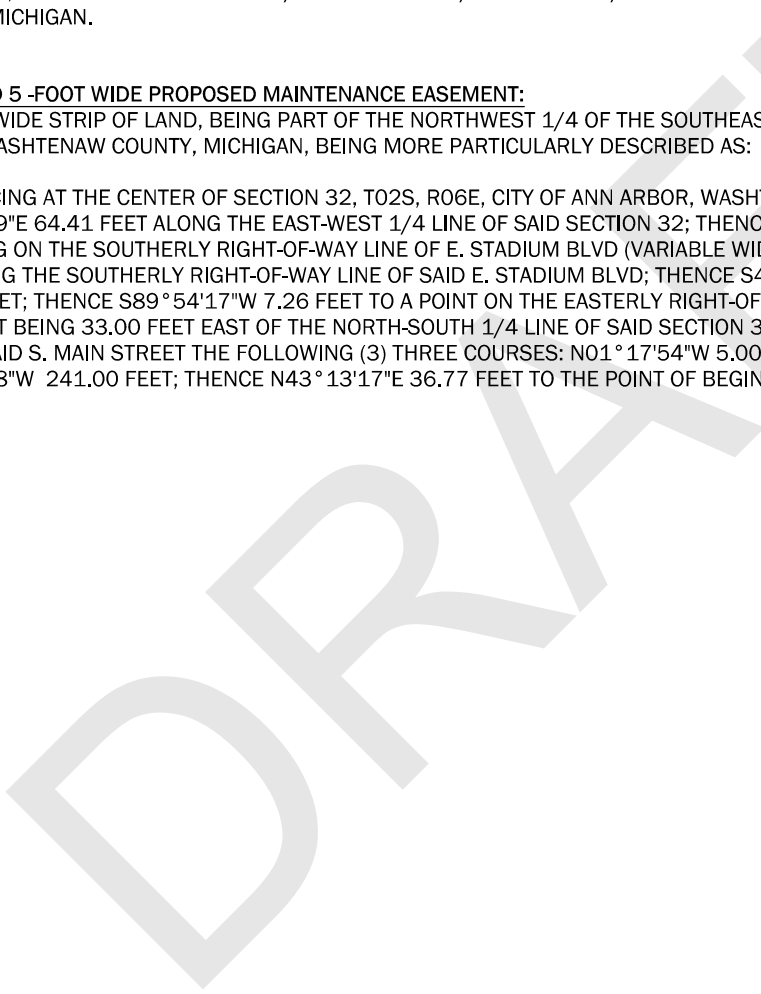 MICHIGAN.
5 -FOOT WIDE PROPOSED MAINTENANCE EASEMENT:
WIDE STRIP OF LAND, BEING PART OF THE NORTHWEST 1/4 OF THE SOUTHEAS
ASHTENAW COUNTY, MICHIGAN, BEING MORE PARTICULARLY DESCRIBED AS:
CING AT THE CENTER OF SECTION 32, T02S, R06E, CITY OF ANN ARBOR, WASHT
9"E 64.41 FEET ALONG THE EAST-WEST 1/4 LINE OF SAID SECTION 32; THENC
G ON THE SOUTHERLY RIGHT-OF-WAY LINE OF E. STADIUM BLVD (VARIABLE WID
G THE SOUTHERLY RIGHT-OF-WAY LINE OF SAID E. STADIUM BLVD; THENCE S4
ET; THENCE S89°54'17"W 7.26 FEET TO A POINT ON THE EASTERLY RIGHT-OF
T BEING 33.00 FEET EAST OF THE NORTH-SOUTH 1/4 LINE OF SAID SECTION 3
AID S. MAIN STREET THE FOLLOWING (3) THREE COURSES: N01°17'54"W 5.00
8"W 241.00 FEET; THENCE N43°13'17"E 36.77 FEET TO THE POINT OF BEGIN
DRAF